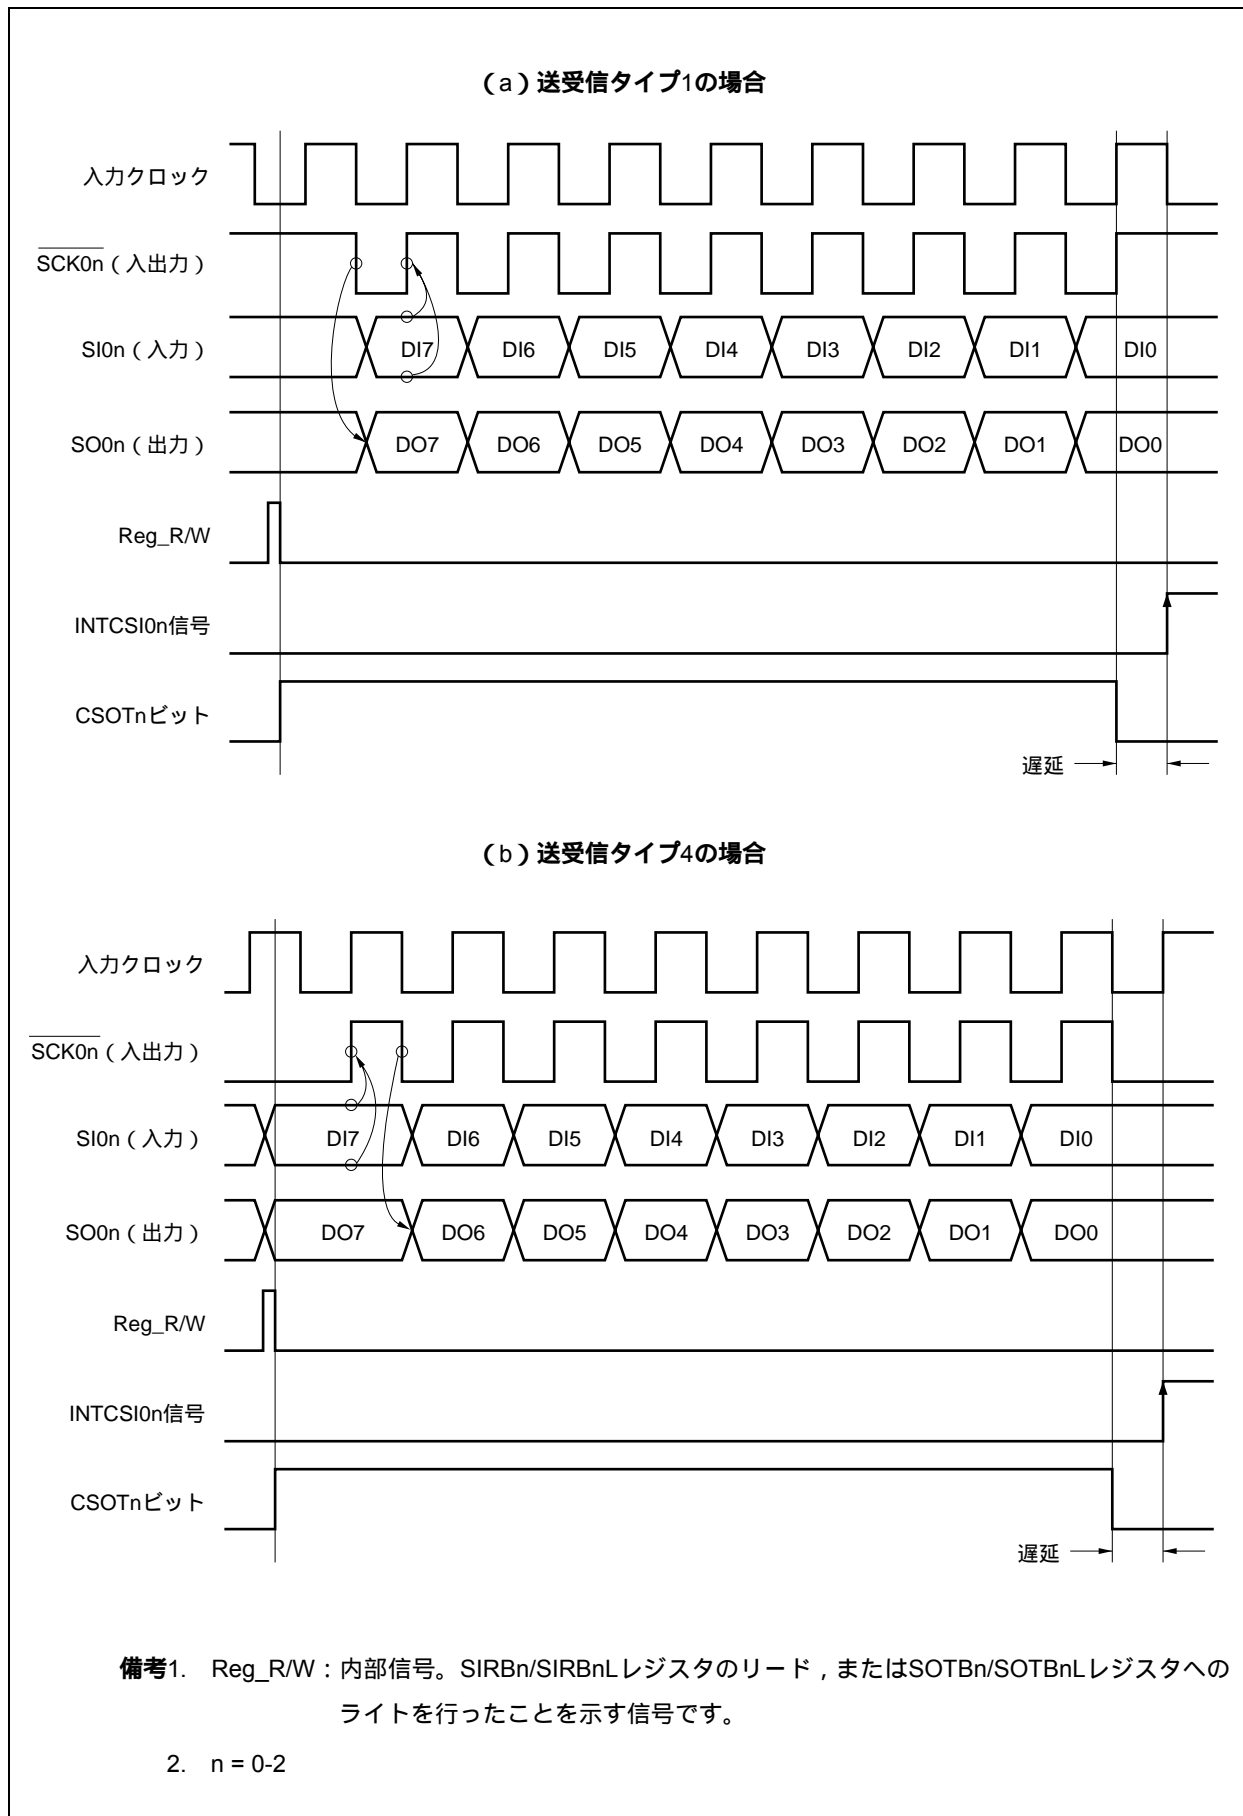 （a）送受信タイプ1の場合
入力クロック
SCK0n（入出力）
SI0n（入力） DI7 DI6 DI5 DI4 DI3 DI2 DI1 DI0
SO0n（出力） DO7 DO6 DO5 DO4 DO3 DO2 DO1 DO0
Reg_R/W
INTCSI0n信号
CSOTnビット
遅延
（b）送受信タイプ4の場合
入力クロック
SCK0n（入出力）
SI0n（入力） DI7 DI6 DI5 DI4 DI3 DI2 DI1 DI0
SO0n（出力） DO7 DO6 DO5 DO4 DO3 DO2 DO1 DO0
Reg_R/W
INTCSI0n信号
CSOTnビット
遅延
備考1. Reg_R/W：内部信号。SIRBn/SIRBnLレジスタのリード，またはSOTBn/SOTBnLレジスタへの
ライトを行ったことを示す信号です。
2. n = 0-2